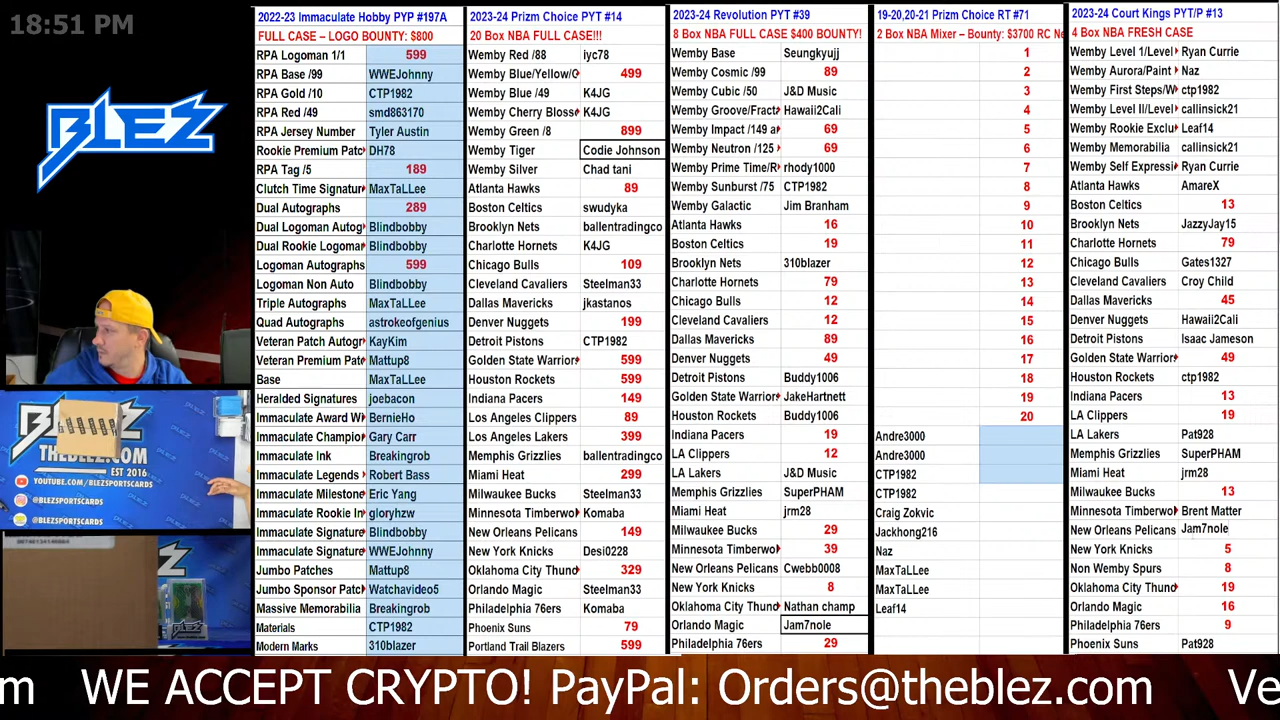 18:51 PM
BLEZ
BLEZ
THEBLEZ.COM
EST 2016
YOUTUBE.COM/BLEZSPORTSCARDS
@BLEZSPORTSCARDS
@BLEZSPORTSCARDS
BLEZ
2022-23 Immaculate Hobby PYP #197A
FULL CASE – LOGO BOUNTY: $800
RPA Logoman 1/1 599
RPA Base /99 WWEJohnny
RPA Gold /10 CTP1982
RPA Red /49 smd863170
RPA Jersey Number Tyler Austin
Rookie Premium Patc DH78
RPA Tag /5 189
Clutch Time Signatur MaxTaLLee
Dual Autographs 289
Dual Logoman Autog Blindbobby
Dual Rookie Logomar Blindbobby
Logoman Autographs 599
Logoman Non Auto Blindbobby
Triple Autographs MaxTaLLee
Quad Autographs astrokeofgenius
Veteran Patch Autogr KayKim
Veteran Premium Pat Mattup8
Base MaxTaLLee
Heralded Signatures joebacon
Immaculate Award W BernieHo
Immaculate Champio Gary Carr
Immaculate Ink Breakingrob
Immaculate Legends Robert Bass
Immaculate Milestone Eric Yang
Immaculate Rookie In gloryhzw
Immaculate Signature Blindbobby
Immaculate Signature WWEJohnny
Jumbo Patches Mattup8
Jumbo Sponsor Patc Watchavideo5
Massive Memorabilia Breakingrob
Materials CTP1982
Modern Marks 310blazer
2023-24 Prizm Choice PYT #14
20 Box NBA FULL CASE!!!
Wemby Red /88 iyc78
Wemby Blue/Yellow/G 499
Wemby Blue /49 K4JG
Wemby Cherry Blosso K4JG
Wemby Green /8 899
Wemby Tiger Codie Johnson
Wemby Silver Chad tani
Atlanta Hawks 89
Boston Celtics swudyka
Brooklyn Nets ballentradingco
Charlotte Hornets K4JG
Chicago Bulls 109
Cleveland Cavaliers Steelman33
Dallas Mavericks jkastanos
Denver Nuggets 199
Detroit Pistons CTP1982
Golden State Warrior 599
Houston Rockets 599
Indiana Pacers 149
Los Angeles Clippers 89
Los Angeles Lakers 399
Memphis Grizzlies ballentradingco
Miami Heat 299
Milwaukee Bucks Steelman33
Minnesota Timberwo Komaba
New Orleans Pelicans 149
New York Knicks Desi0228
Oklahoma City Thund 329
Orlando Magic Steelman33
Philadelphia 76ers Komaba
Phoenix Suns 79
Portland Trail Blazers 599
2023-24 Revolution PYT #39
8 Box NBA FULL CASE $400 BOUNTY!
Wemby Base Seungkyujj
Wemby Cosmic /99 89
Wemby Cubic /50 J&D Music
Wemby Groove/Fract Hawaii2Cali
Wemby Impact /149 a 69
Wemby Neutron /125 69
Wemby Prime Time/R rhody1000
Wemby Sunburst /75 CTP1982
Wemby Galactic Jim Branham
Atlanta Hawks 16
Boston Celtics 19
Brooklyn Nets 310blazer
Charlotte Hornets 79
Chicago Bulls 12
Cleveland Cavaliers 12
Dallas Mavericks 89
Denver Nuggets 49
Detroit Pistons Buddy1006
Golden State Warrior JakeHartnett
Houston Rockets Buddy1006
Indiana Pacers 19
LA Clippers 12
LA Lakers J&D Music
Memphis Grizzlies SuperPHAM
Miami Heat jrm28
Milwaukee Bucks 29
Minnesota Timberwo 39
New Orleans Pelicans Cwebb0008
New York Knicks 8
Oklahoma City Thund Nathan champ
Orlando Magic Jam7nole
Philadelphia 76ers 29
19-20,20-21 Prizm Choice RT #71
2 Box NBA Mixer – Bounty: $3700 RC Ne
1
2
3
4
5
6
7
8
9
10
11
12
13
14
15
16
17
18
19
20
Andre3000
Andre3000
CTP1982
CTP1982
Craig Zokvic
Jackhong216
Naz
MaxTaLLee
MaxTaLLee
Leaf14
2023-24 Court Kings PYT/P #13
4 Box NBA FRESH CASE
Wemby Level 1/Level Ryan Currie
Wemby Aurora/Paint Naz
Wemby First Steps/W ctp1982
Wemby Level II/Level callinsick21
Wemby Rookie Exclu Leaf14
Wemby Memorabilia callinsick21
Wemby Self Expressi Ryan Currie
Atlanta Hawks AmareX
Boston Celtics 13
Brooklyn Nets JazzyJay15
Charlotte Hornets 79
Chicago Bulls Gates1327
Cleveland Cavaliers Croy Child
Dallas Mavericks 45
Denver Nuggets Hawaii2Cali
Detroit Pistons Isaac Jameson
Golden State Warrior 49
Houston Rockets ctp1982
Indiana Pacers 13
LA Clippers 19
LA Lakers Pat928
Memphis Grizzlies SuperPHAM
Miami Heat jrm28
Milwaukee Bucks 13
Minnesota Timberwo Brent Matter
New Orleans Pelicans Jam7nole
New York Knicks 5
Non Wemby Spurs 8
Oklahoma City Thund 19
Orlando Magic 16
Philadelphia 76ers 9
Phoenix Suns Pat928
m WE ACCEPT CRYPTO! PayPal: Orders@theblez.com Ve